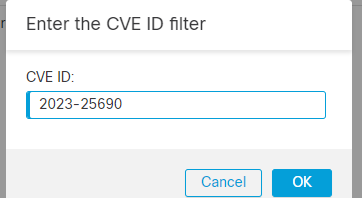 Enter the CVE ID filter
CVE ID:
2023-25690
Cancel
OK